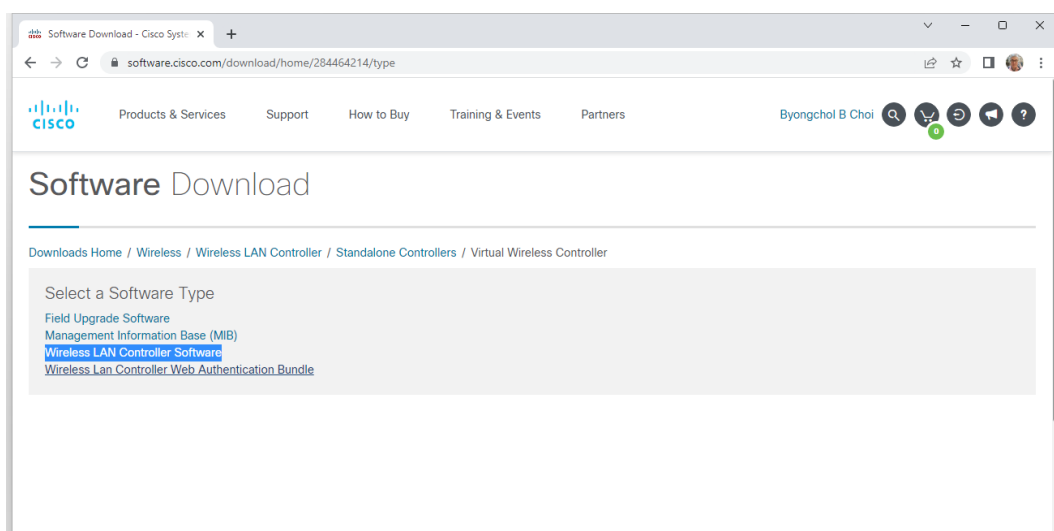 Software Download - Cisco Syste
software.cisco.com/download/home/284464214/type
CISCO
Products & Services Support How to Buy Training & Events Partners Byongchol B Choi
0
Software Download
Downloads Home / Wireless / Wireless LAN Controller / Standalone Controllers / Virtual Wireless Controller
Select a Software Type
Field Upgrade Software
Management Information Base (MIB)
Wireless LAN Controller Software
Wireless Lan Controller Web Authentication Bundle